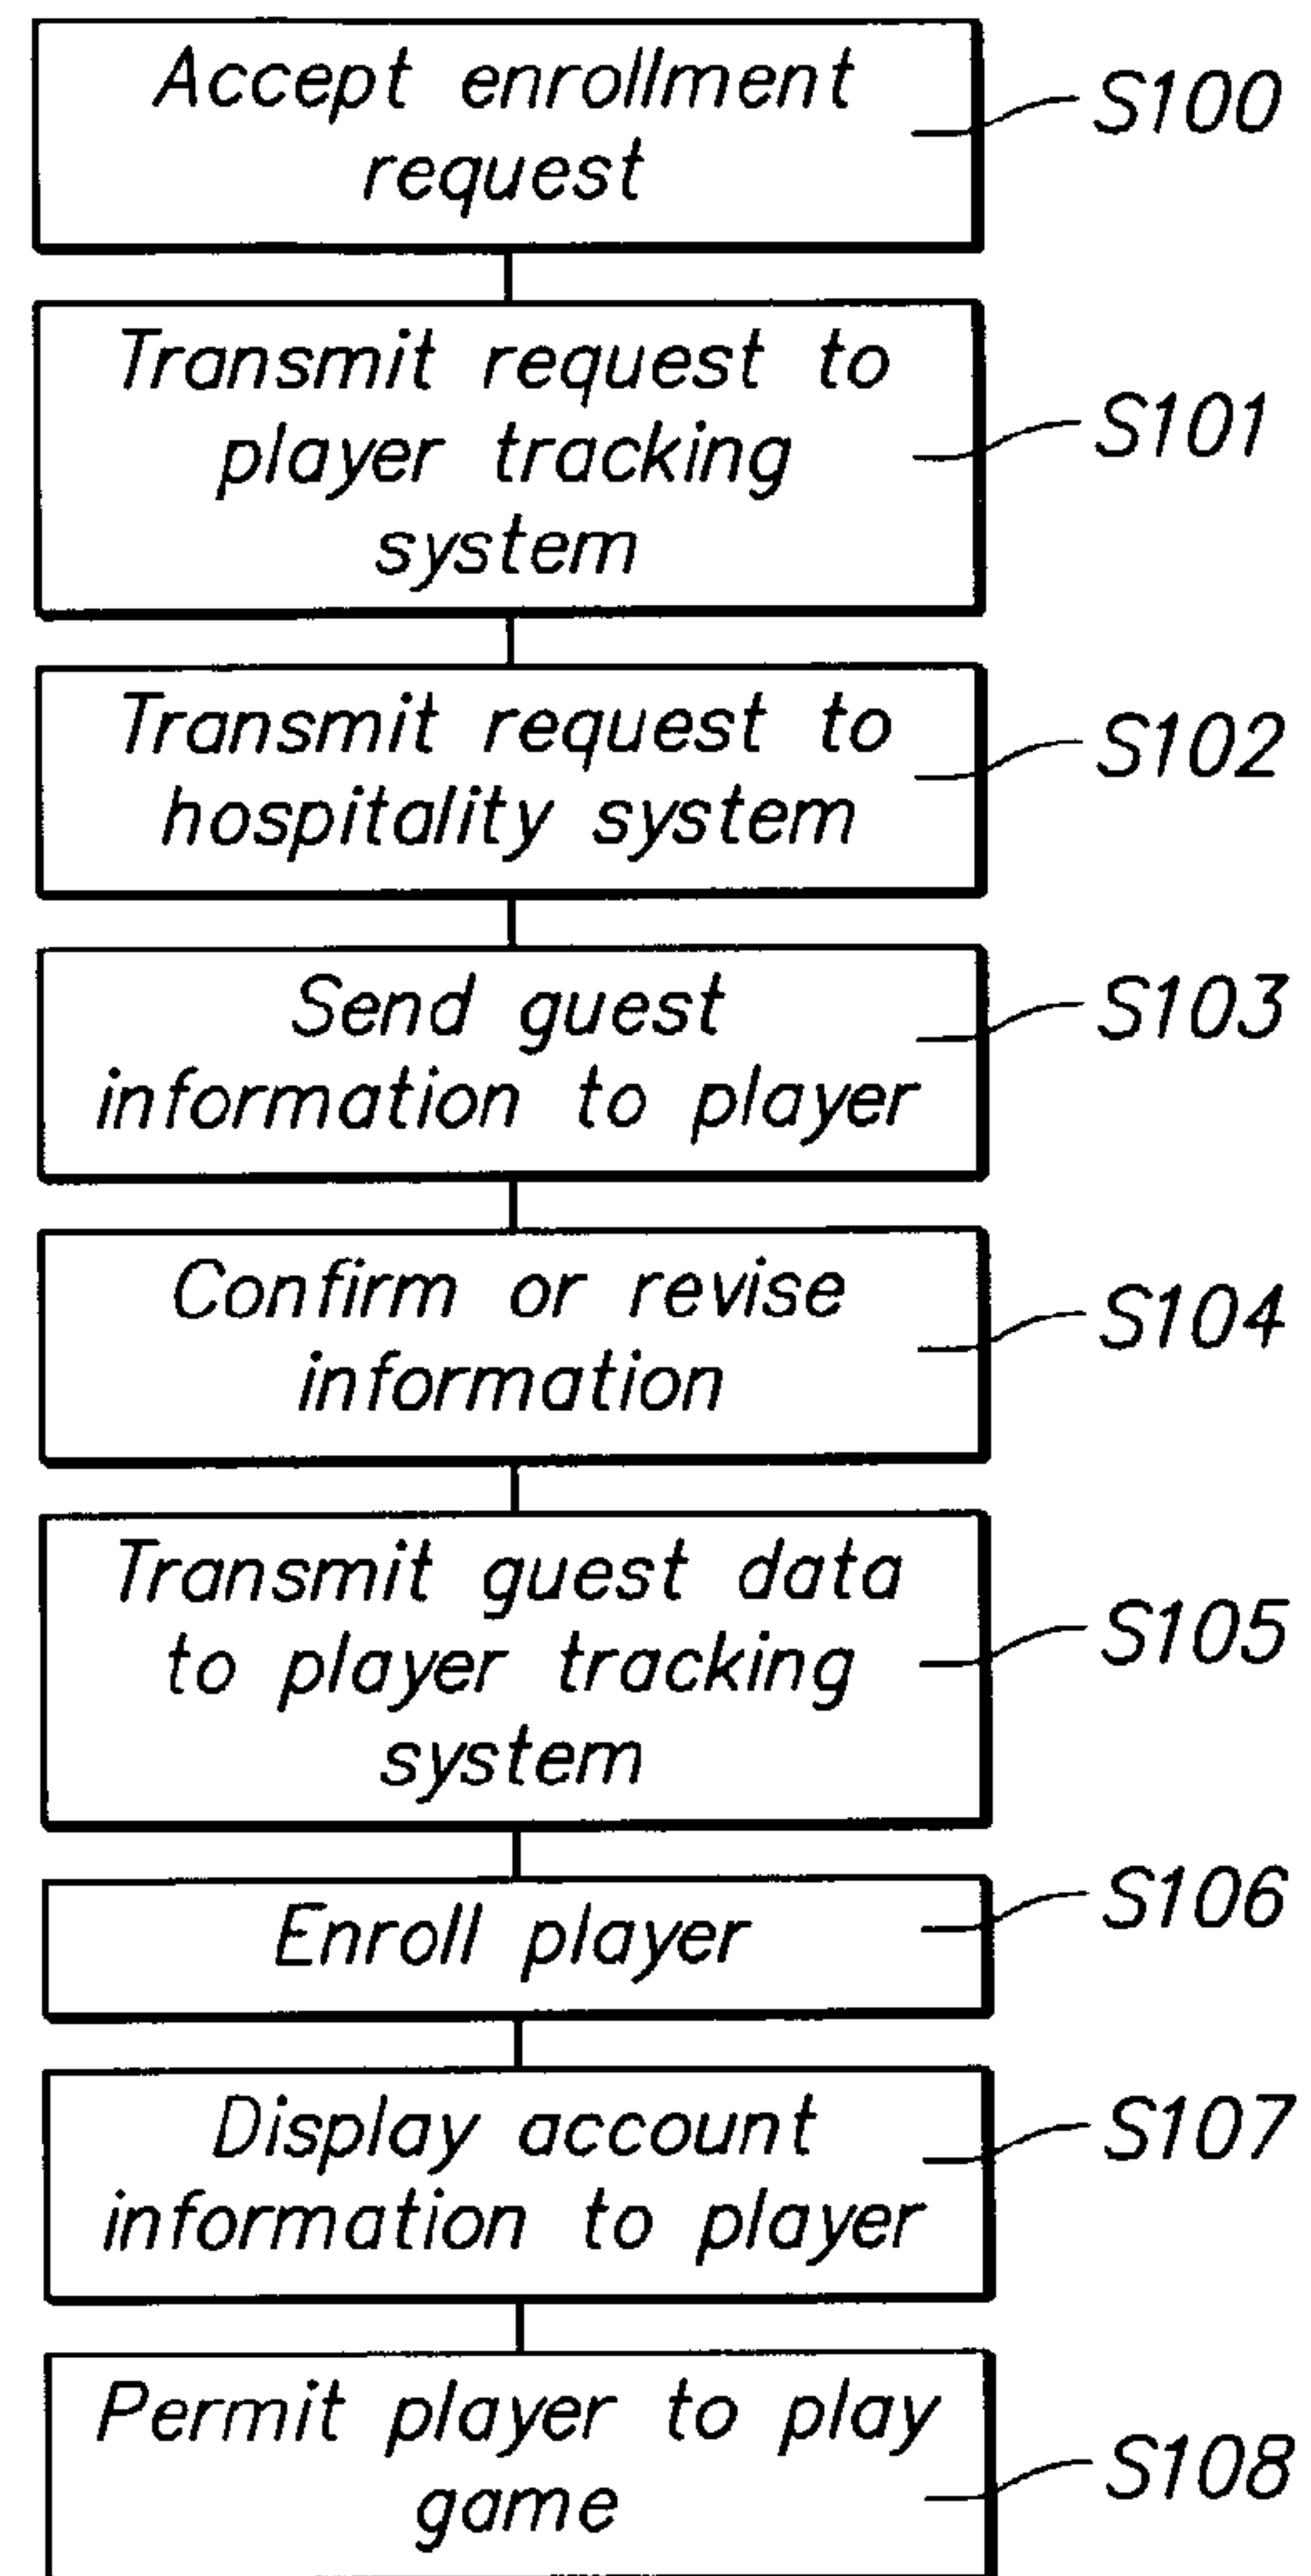 Accept enrollment
request
S100
Transmit request to
player tracking
system
S101
Transmit request to
hospitality system
S102
Send guest
information to player
S103
Confirm or revise
information
S104
Transmit guest data
to player tracking
system
S105
Enroll player
S106
Display account
information to player
S107
Permit player to play
game
S108